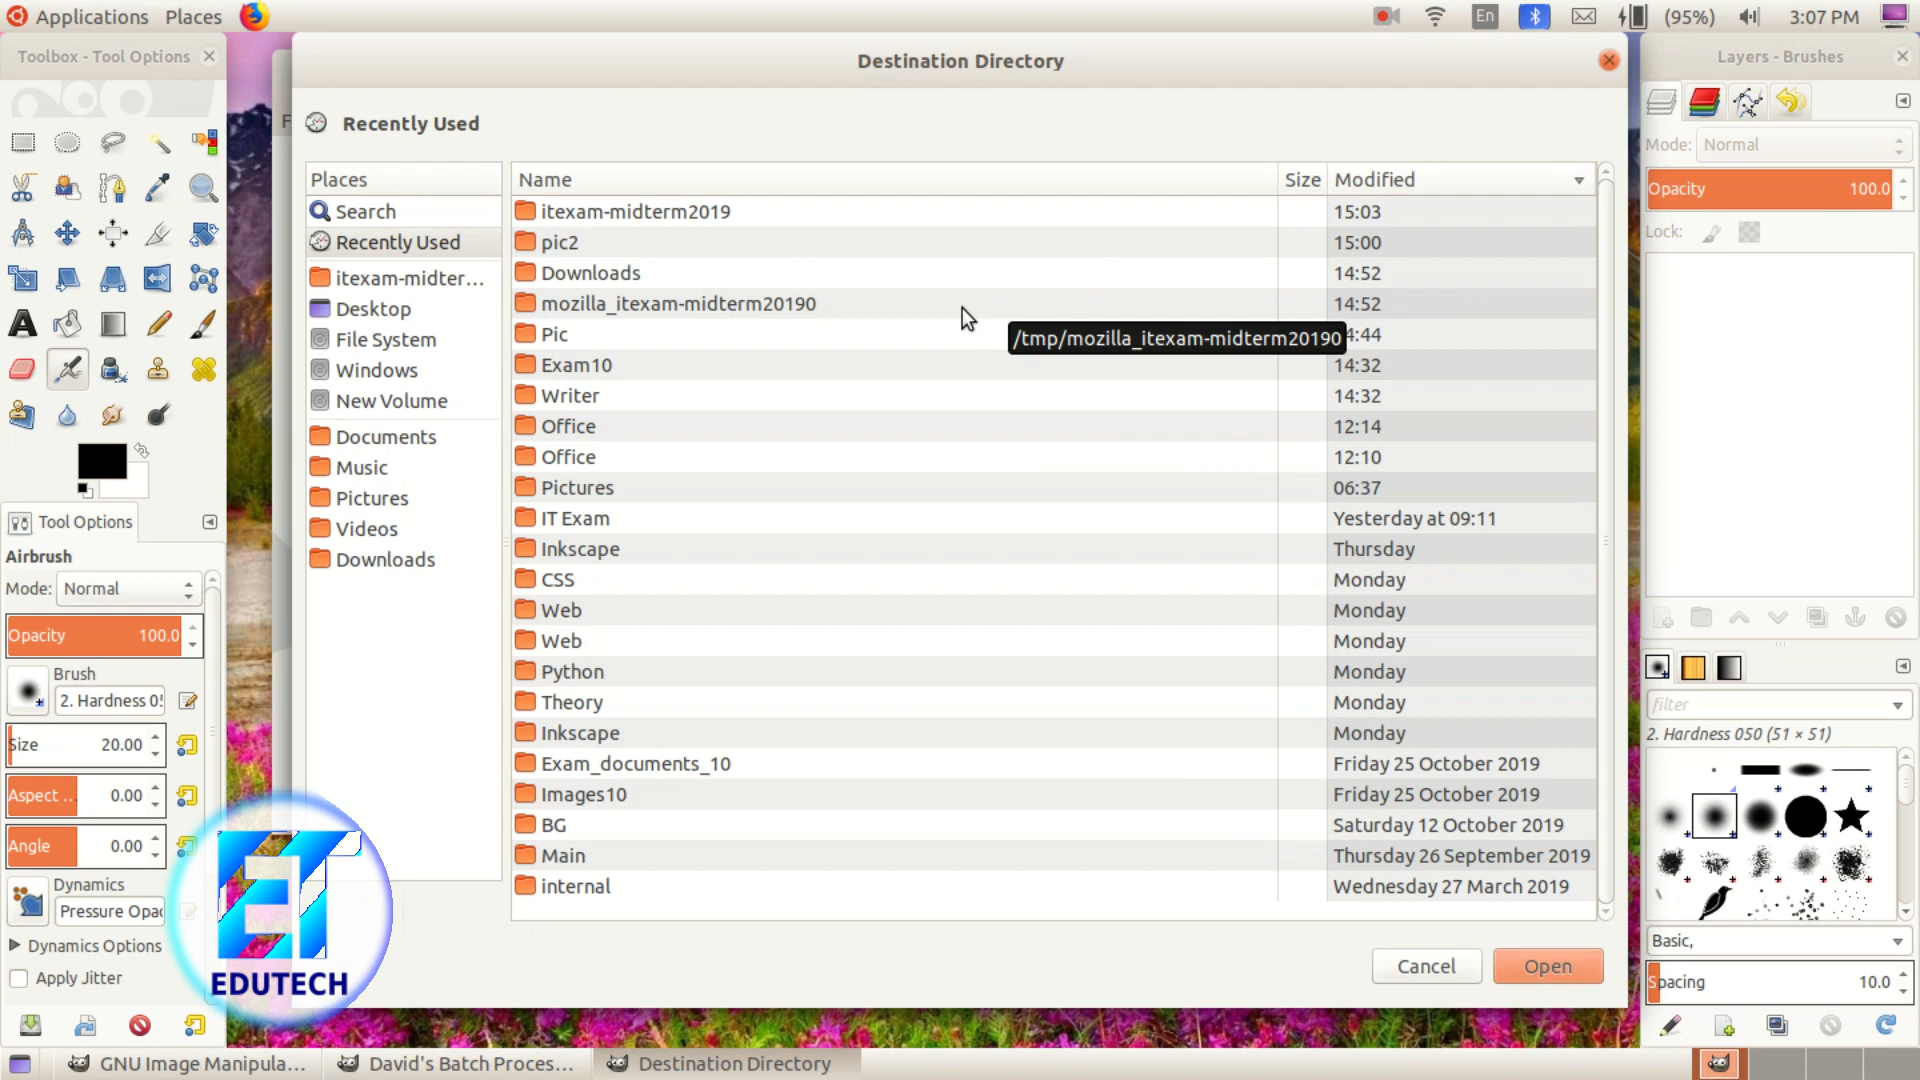 Applications Places
En (95%) 3:07 PM
Toolbox - Tool Options
Destination Directory
Layers - Brushes
Recently Used
Places
Search
Recently Used
itexam-midter...
Desktop
File System
Windows
New Volume
Documents
Music
Pictures
Videos
Downloads
Name Size Modified
itexam-midterm2019 15:03
pic2 15:00
Downloads 14:52
mozilla_itexam-midterm20190 14:52
Pic 4:44
/tmp/mozilla_itexam-midterm20190
Exam10 14:32
Writer 14:32
Office 12:14
Office 12:10
Pictures 06:37
IT Exam Yesterday at 09:11
Inkscape Thursday
CSS Monday
Web Monday
Web Monday
Python Monday
Theory Monday
Inkscape Monday
Exam_documents_10 Friday 25 October 2019
Images10 Friday 25 October 2019
BG Saturday 12 October 2019
Main Thursday 26 September 2019
internal Wednesday 27 March 2019
Cancel Open
Tool Options
Airbrush
Mode: Normal
Opacity 100.0
Brush
2. Hardness 05
Size 20.00
Aspect ... 0.00
Angle 0.00
Dynamics
Pressure Opac
Dynamics Options
Apply Jitter
ET
EDUTECH
Mode: Normal
Opacity 100.0
Lock:
filter
2. Hardness 050 (51 × 51)
Basic,
Spacing 10.0
GNU Image Manipula... David's Batch Proces... Destination Directory